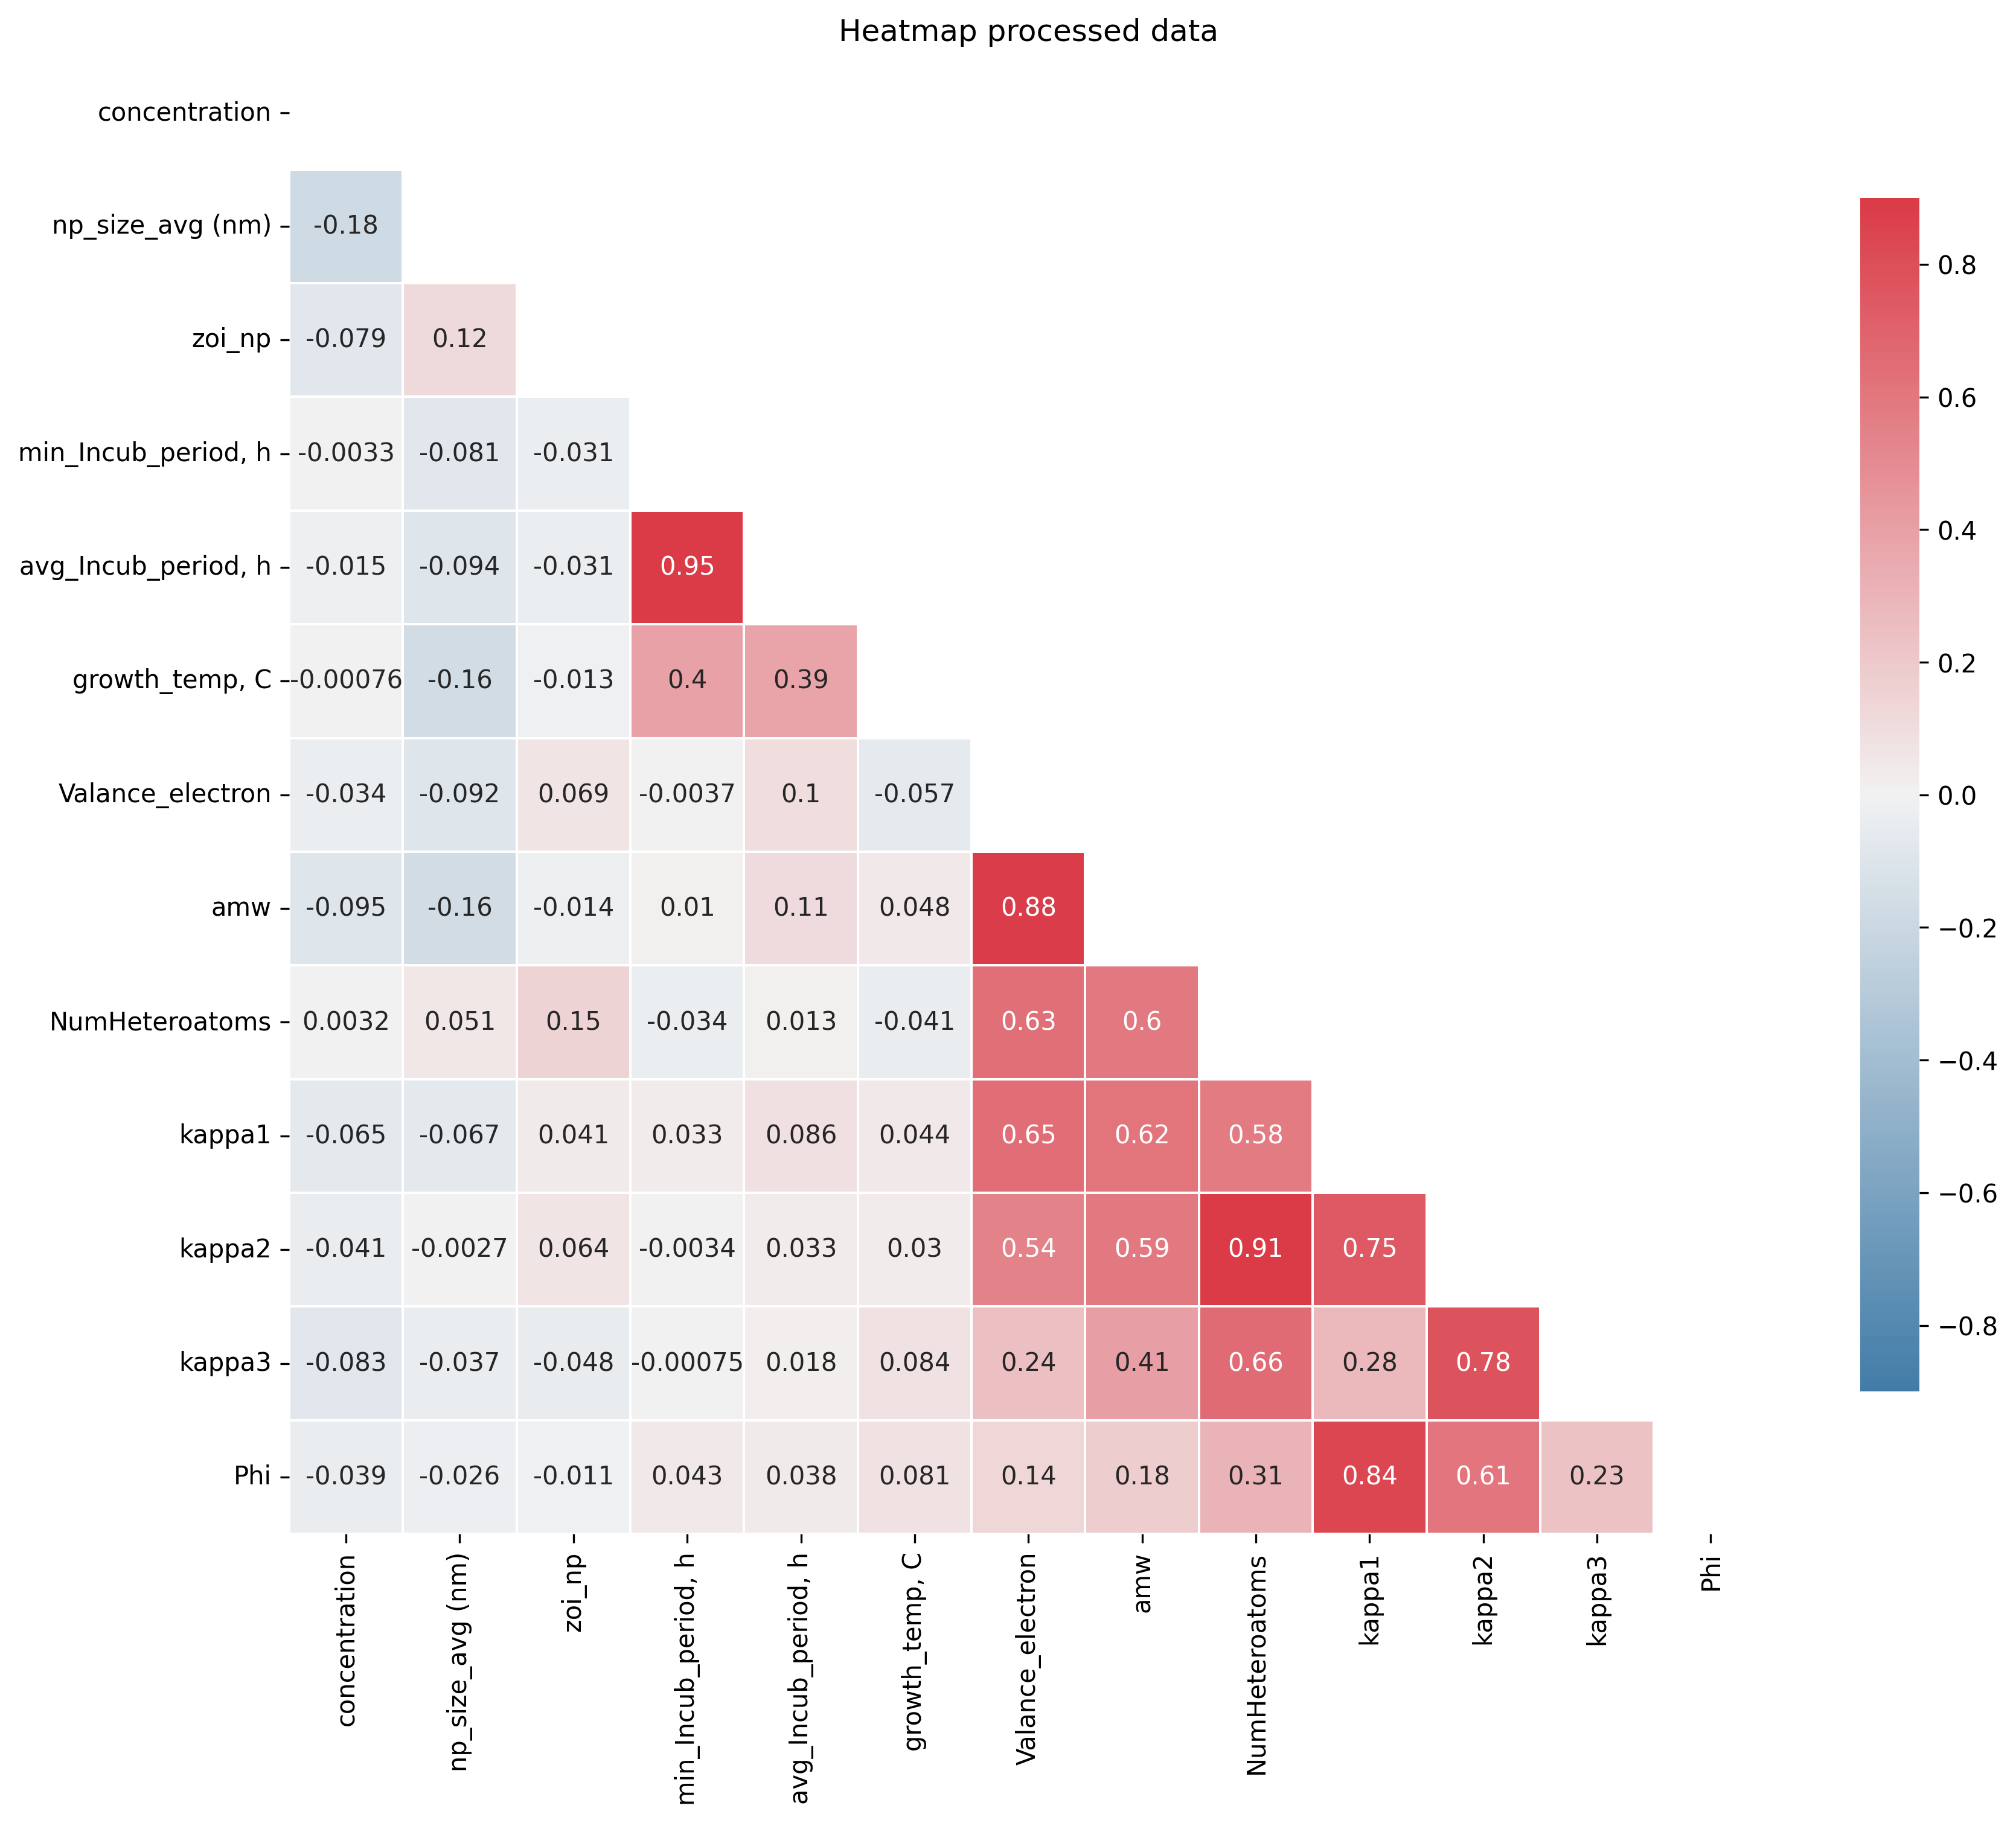 Heatmap processed data
concentration
np_size_avg (nm) -0.18
zoi_np -0.079 0.12
min_Incub_period, h -0.0033 -0.081 -0.031
avg_Incub_period, h -0.015 -0.094 -0.031 0.95
growth_temp, C -0.00076 -0.16 -0.013 0.4 0.39
Valance_electron -0.034 -0.092 0.069 -0.0037 0.1 -0.057
amw -0.095 -0.16 -0.014 0.01 0.11 0.048 0.88
NumHeteroatoms 0.0032 0.051 0.15 -0.034 0.013 -0.041 0.63 0.6
kappa1 -0.065 -0.067 0.041 0.033 0.086 0.044 0.65 0.62 0.58
kappa2 -0.041 -0.0027 0.064 -0.0034 0.033 0.03 0.54 0.59 0.91 0.75
kappa3 -0.083 -0.037 -0.048 -0.00075 0.018 0.084 0.24 0.41 0.66 0.28 0.78
Phi -0.039 -0.026 -0.011 0.043 0.038 0.081 0.14 0.18 0.31 0.84 0.61 0.23
concentration
np_size_avg (nm)
zoi_np
min_Incub_period, h
avg_Incub_period, h
growth_temp, C
Valance_electron
amw
NumHeteroatoms
kappa1
kappa2
kappa3
Phi
0.8
0.6
0.4
0.2
0.0
−0.2
−0.4
−0.6
−0.8